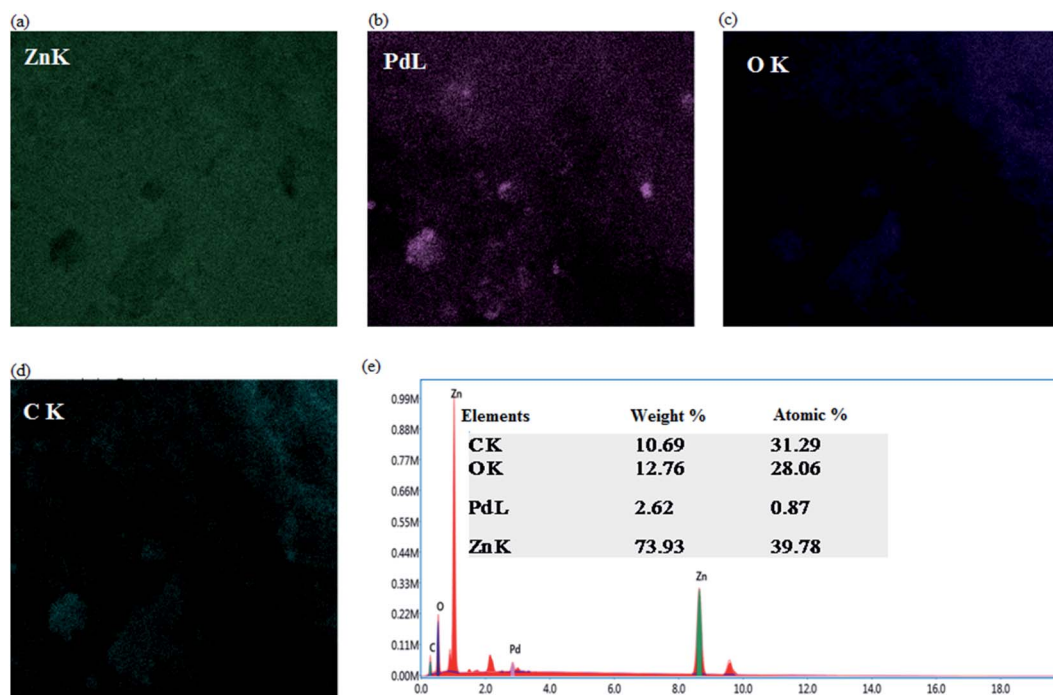 (a)
ZnK
(b)
PdL
(c)
O K
(d)
C K
(e)
Zn
Elements Weight % Atomic %
CK 10.69 31.29
OK 12.76 28.06
PdL 2.62 0.87
ZnK 73.93 39.78
0.99M
0.88M
0.77M
0.66M
0.55M
0.44M
0.33M
0.22M
0.11M
0.00M
C
O
Pd
Zn
0.0 2.0 4.0 6.0 8.0 10.0 12.0 14.0 16.0 18.0